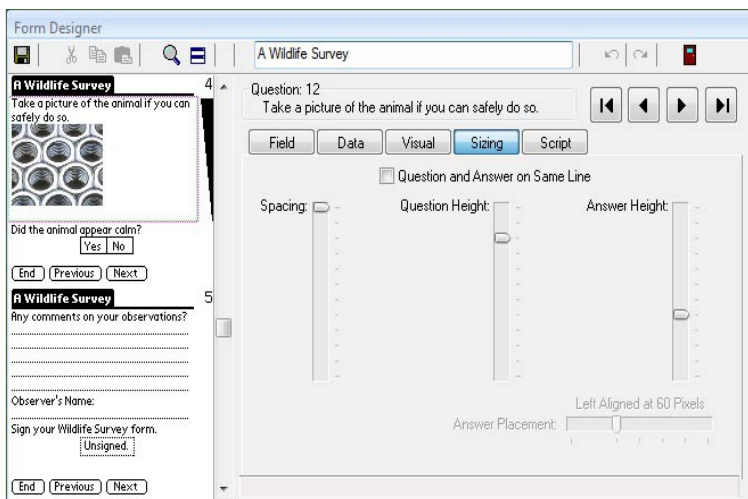 Form Designer
A Wildlife Survey
A Wildlife Survey 4
Take a picture of the animal if you can
safely do so.
Did the animal appear calm?
Yes No
End Previous Next
A Wildlife Survey 5
Any comments on your observations?
Observer's Name:
Sign your Wildlife Survey form.
Unsigned.
End Previous Next
Question: 12
Take a picture of the animal if you can safely do so.
Field Data Visual Sizing Script
Question and Answer on Same Line
Spacing: Question Height: Answer Height:
Left Aligned at 60 Pixels
Answer Placement: